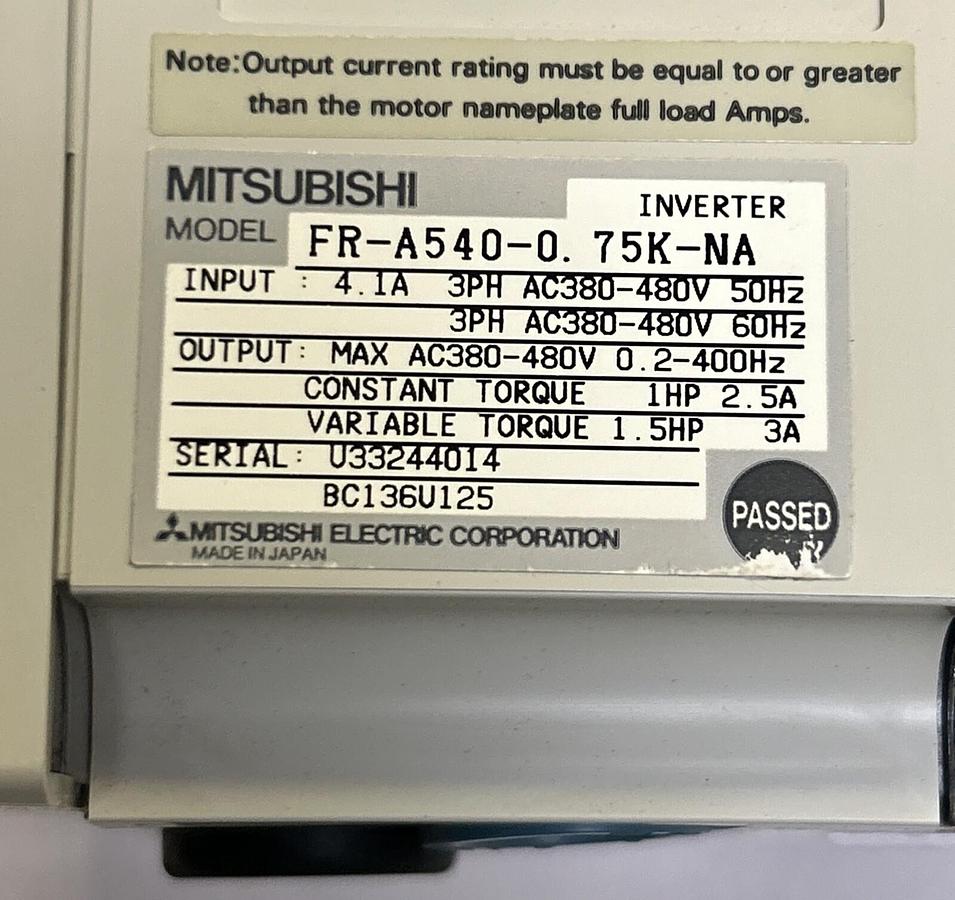 Note:Output current rating must be equal to or greater
than the motor nameplate full load Amps.
MITSUBISHI
INVERTER
MODEL FR-A540-0.75K-NA
INPUT : 4.1A 3PH AC380-480V 50Hz
3PH AC380-480V 60Hz
OUTPUT: MAX AC380-480V 0.2-400Hz
CONSTANT TORQUE 1HP 2.5A
VARIABLE TORQUE 1.5HP 3A
SERIAL: U33244014
BC136U125
PASSED
MITSUBISHI ELECTRIC CORPORATION
MADE IN JAPAN